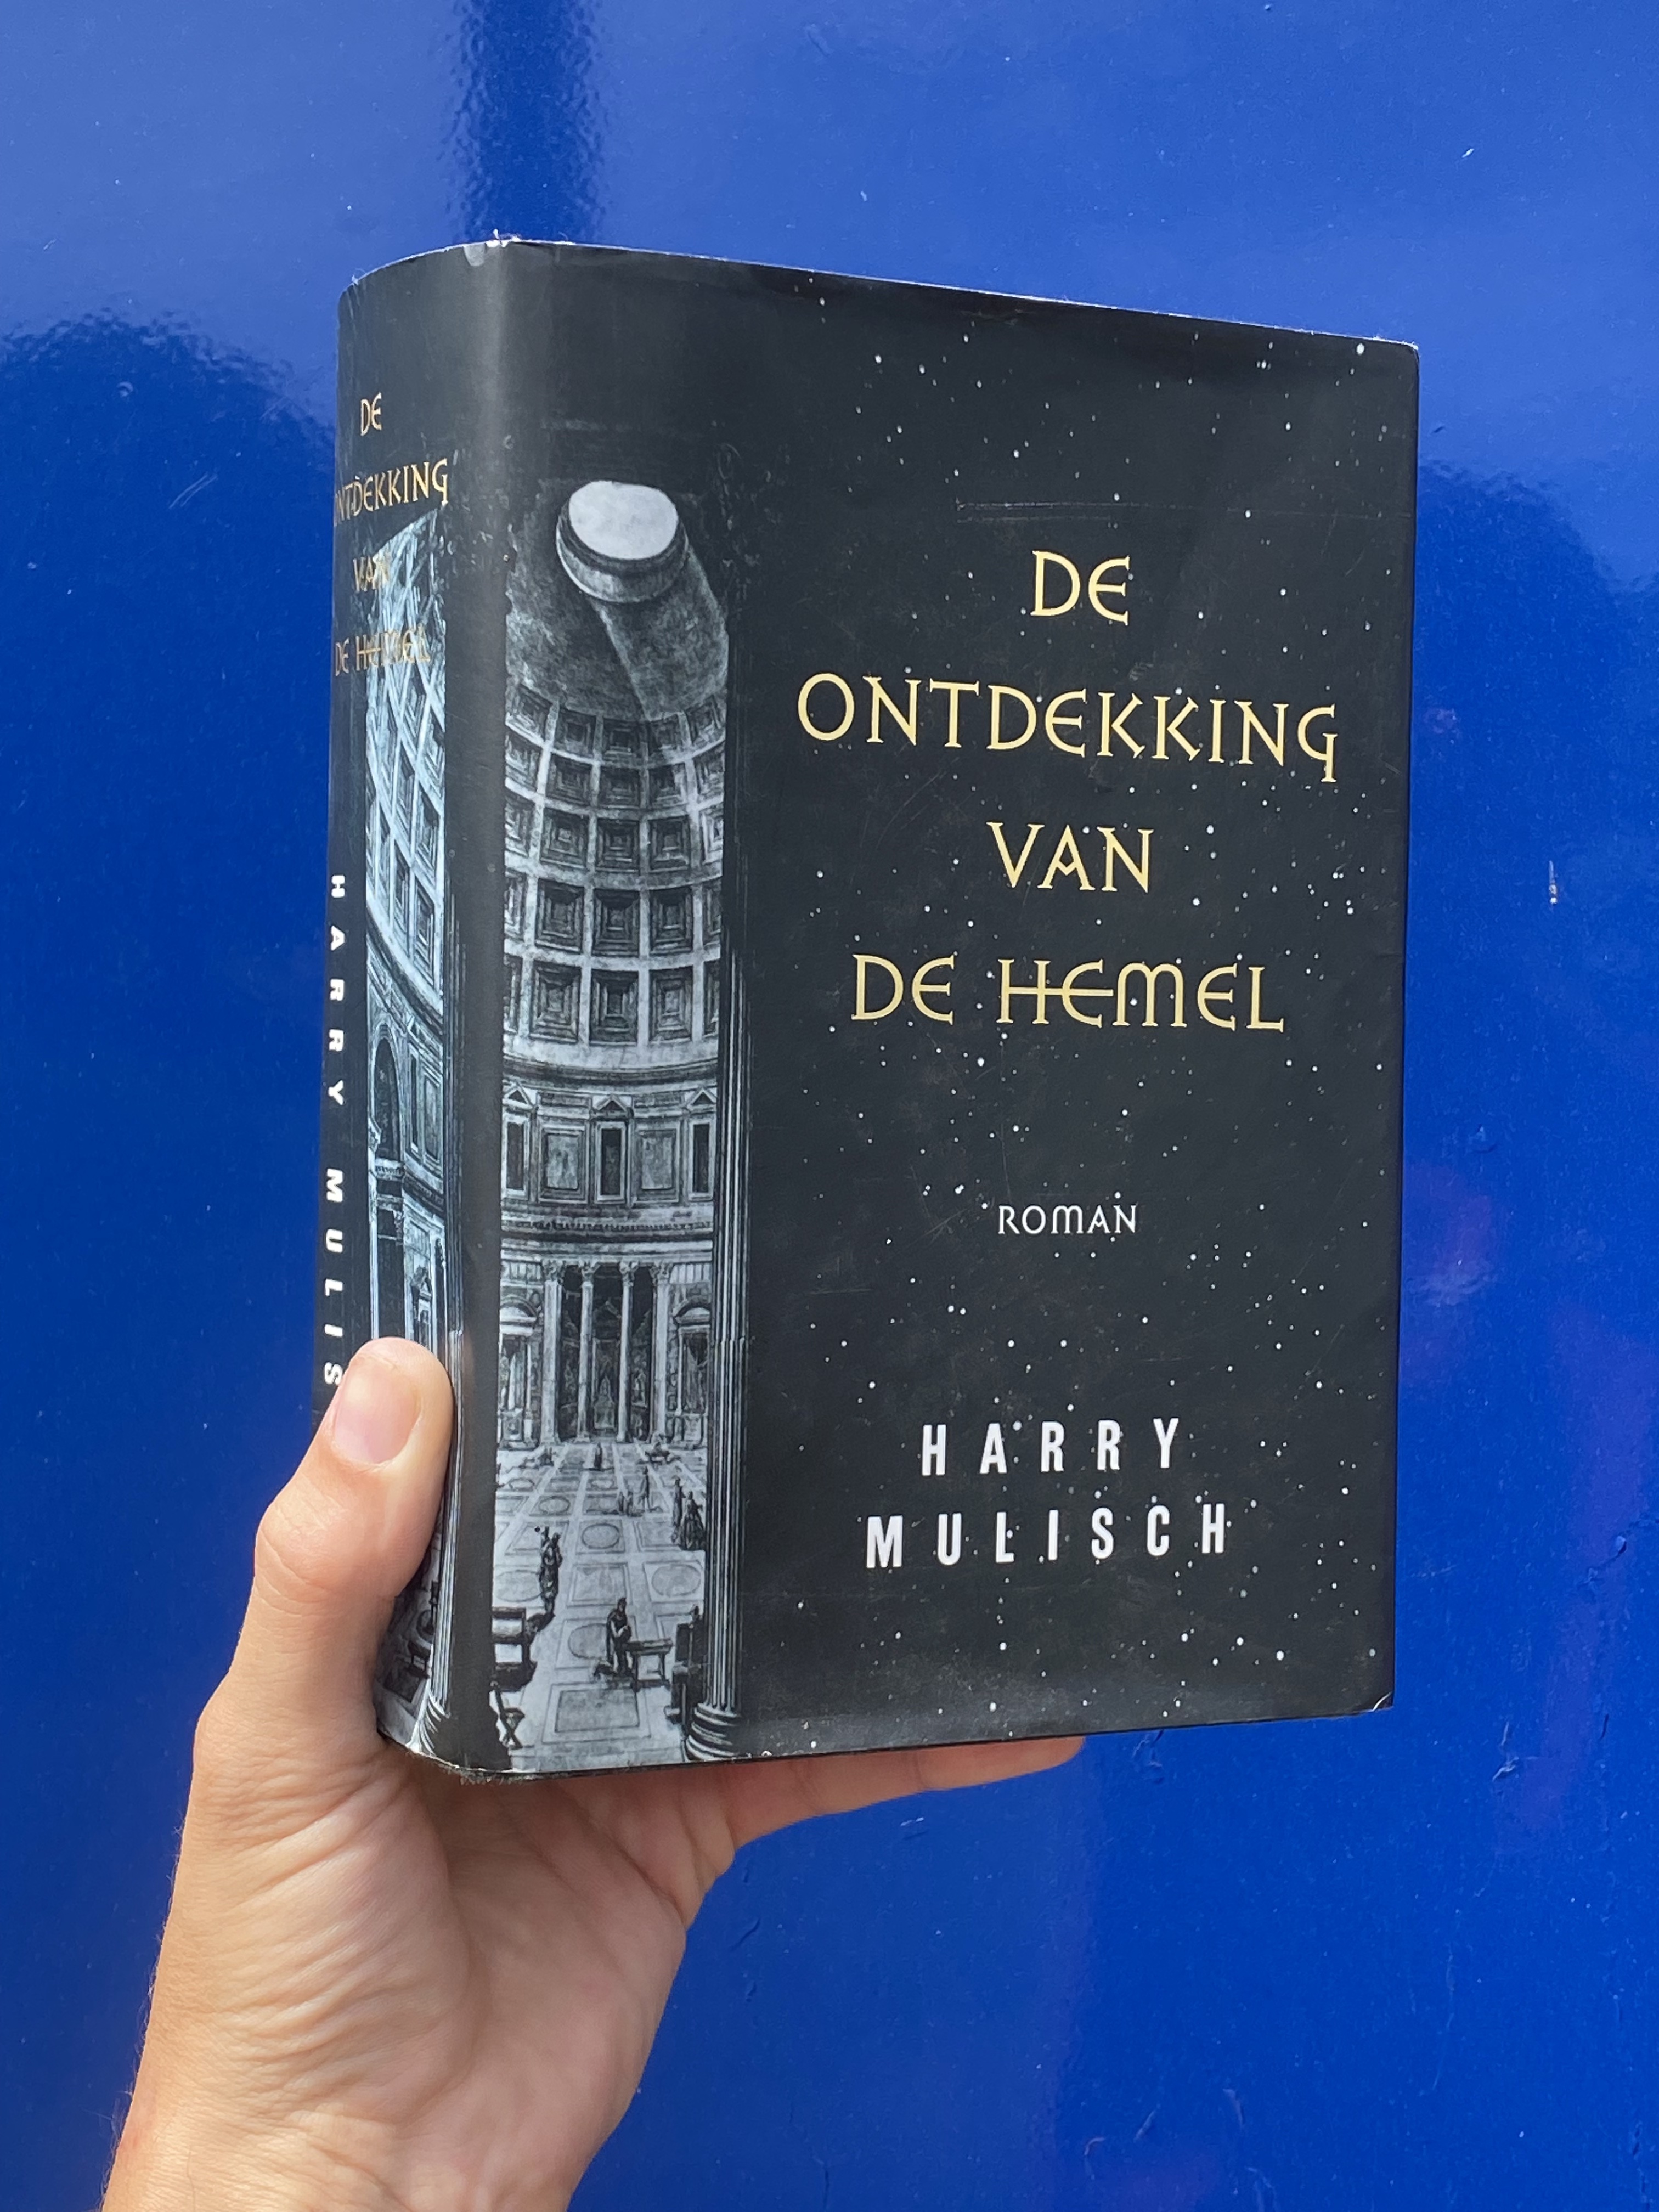 DE
ONTDEKKING
VAN
DE HEMEL
HARRY MULIS
DE
ONTDEKKING
VAN
DE HEMEL
ROMAN
HARRY
MULISCH